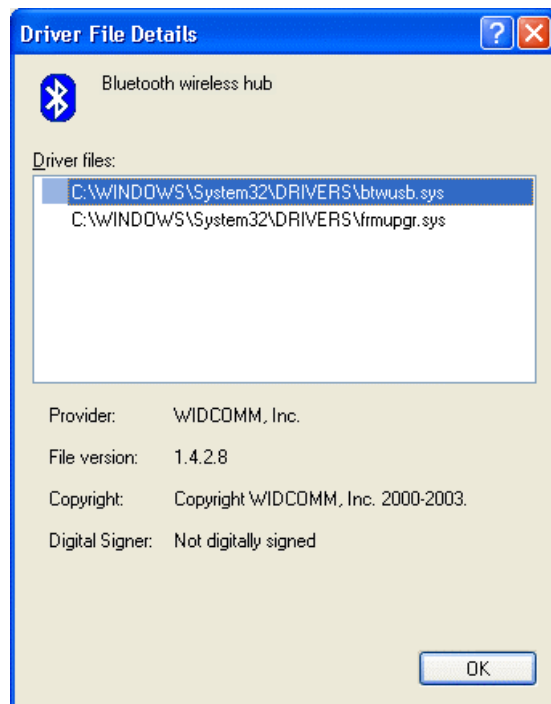 Driver File Details
Bluetooth wireless hub
Driver files:
C:\WINDOWS\System32\DRIVERS\btwusb.sys
C:\WINDOWS\System32\DRIVERS\frmupgr.sys
Provider: WIDCOMM, Inc.
File version: 1.4.2.8
Copyright: Copyright WIDCOMM, Inc. 2000-2003.
Digital Signer: Not digitally signed
OK